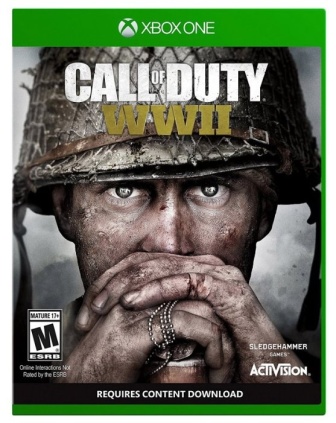 XBOX ONE
CALL OF DUTY
WWII
MATURE 17+
M
ESRB
Online Interactions Not
Rated by the ESRB
SLEDGEHAMMER
GAMES
ACTIVISION
REQUIRES CONTENT DOWNLOAD